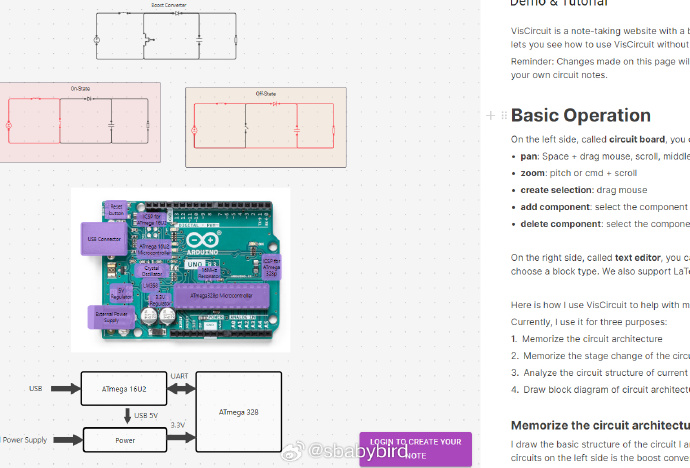 Boost Converter
On-State
Off-State
Reset
button
ICSP for
ATmega 16U2
USB Connector
ATmega 16U2
Microcontroller
DIGITAL
ARDUINO
UNO
Crystal
Oscillator
16MHz
ICSP for
ATmega
328p
5V
Regulator
LM358
3.3V
Regulator
ATmega328p Microcontroller
External Power
Supply
POWER
USB
ATmega 16U2
UART
ATmega 328
USB 5V
3.3V
Power Supply
Power
LOGIN TO CREATE YOUR
NOTE
@sbabybird
Demo & Tutorial
VisCircuit is a note-taking website with a
lets you see how to use VisCircuit without
Reminder: Changes made on this page will
your own circuit notes.
Basic Operation
On the left side, called circuit board, you
• pan: Space + drag mouse, scroll, middle
• zoom: pitch or cmd + scroll
• create selection: drag mouse
• add component: select the component
• delete component: select the
On the right side, called text editor, you
choose a block type. We also support
Here is how I use VisCircuit to help with
Currently, I use it for three purposes:
1. Memorize the circuit architecture
2. Memorize the stage change of the
3. Analyze the circuit structure of current
4. Draw block diagram of circuit
Memorize the circuit
I draw the basic structure of the circuit I
circuits on the left side is the boost